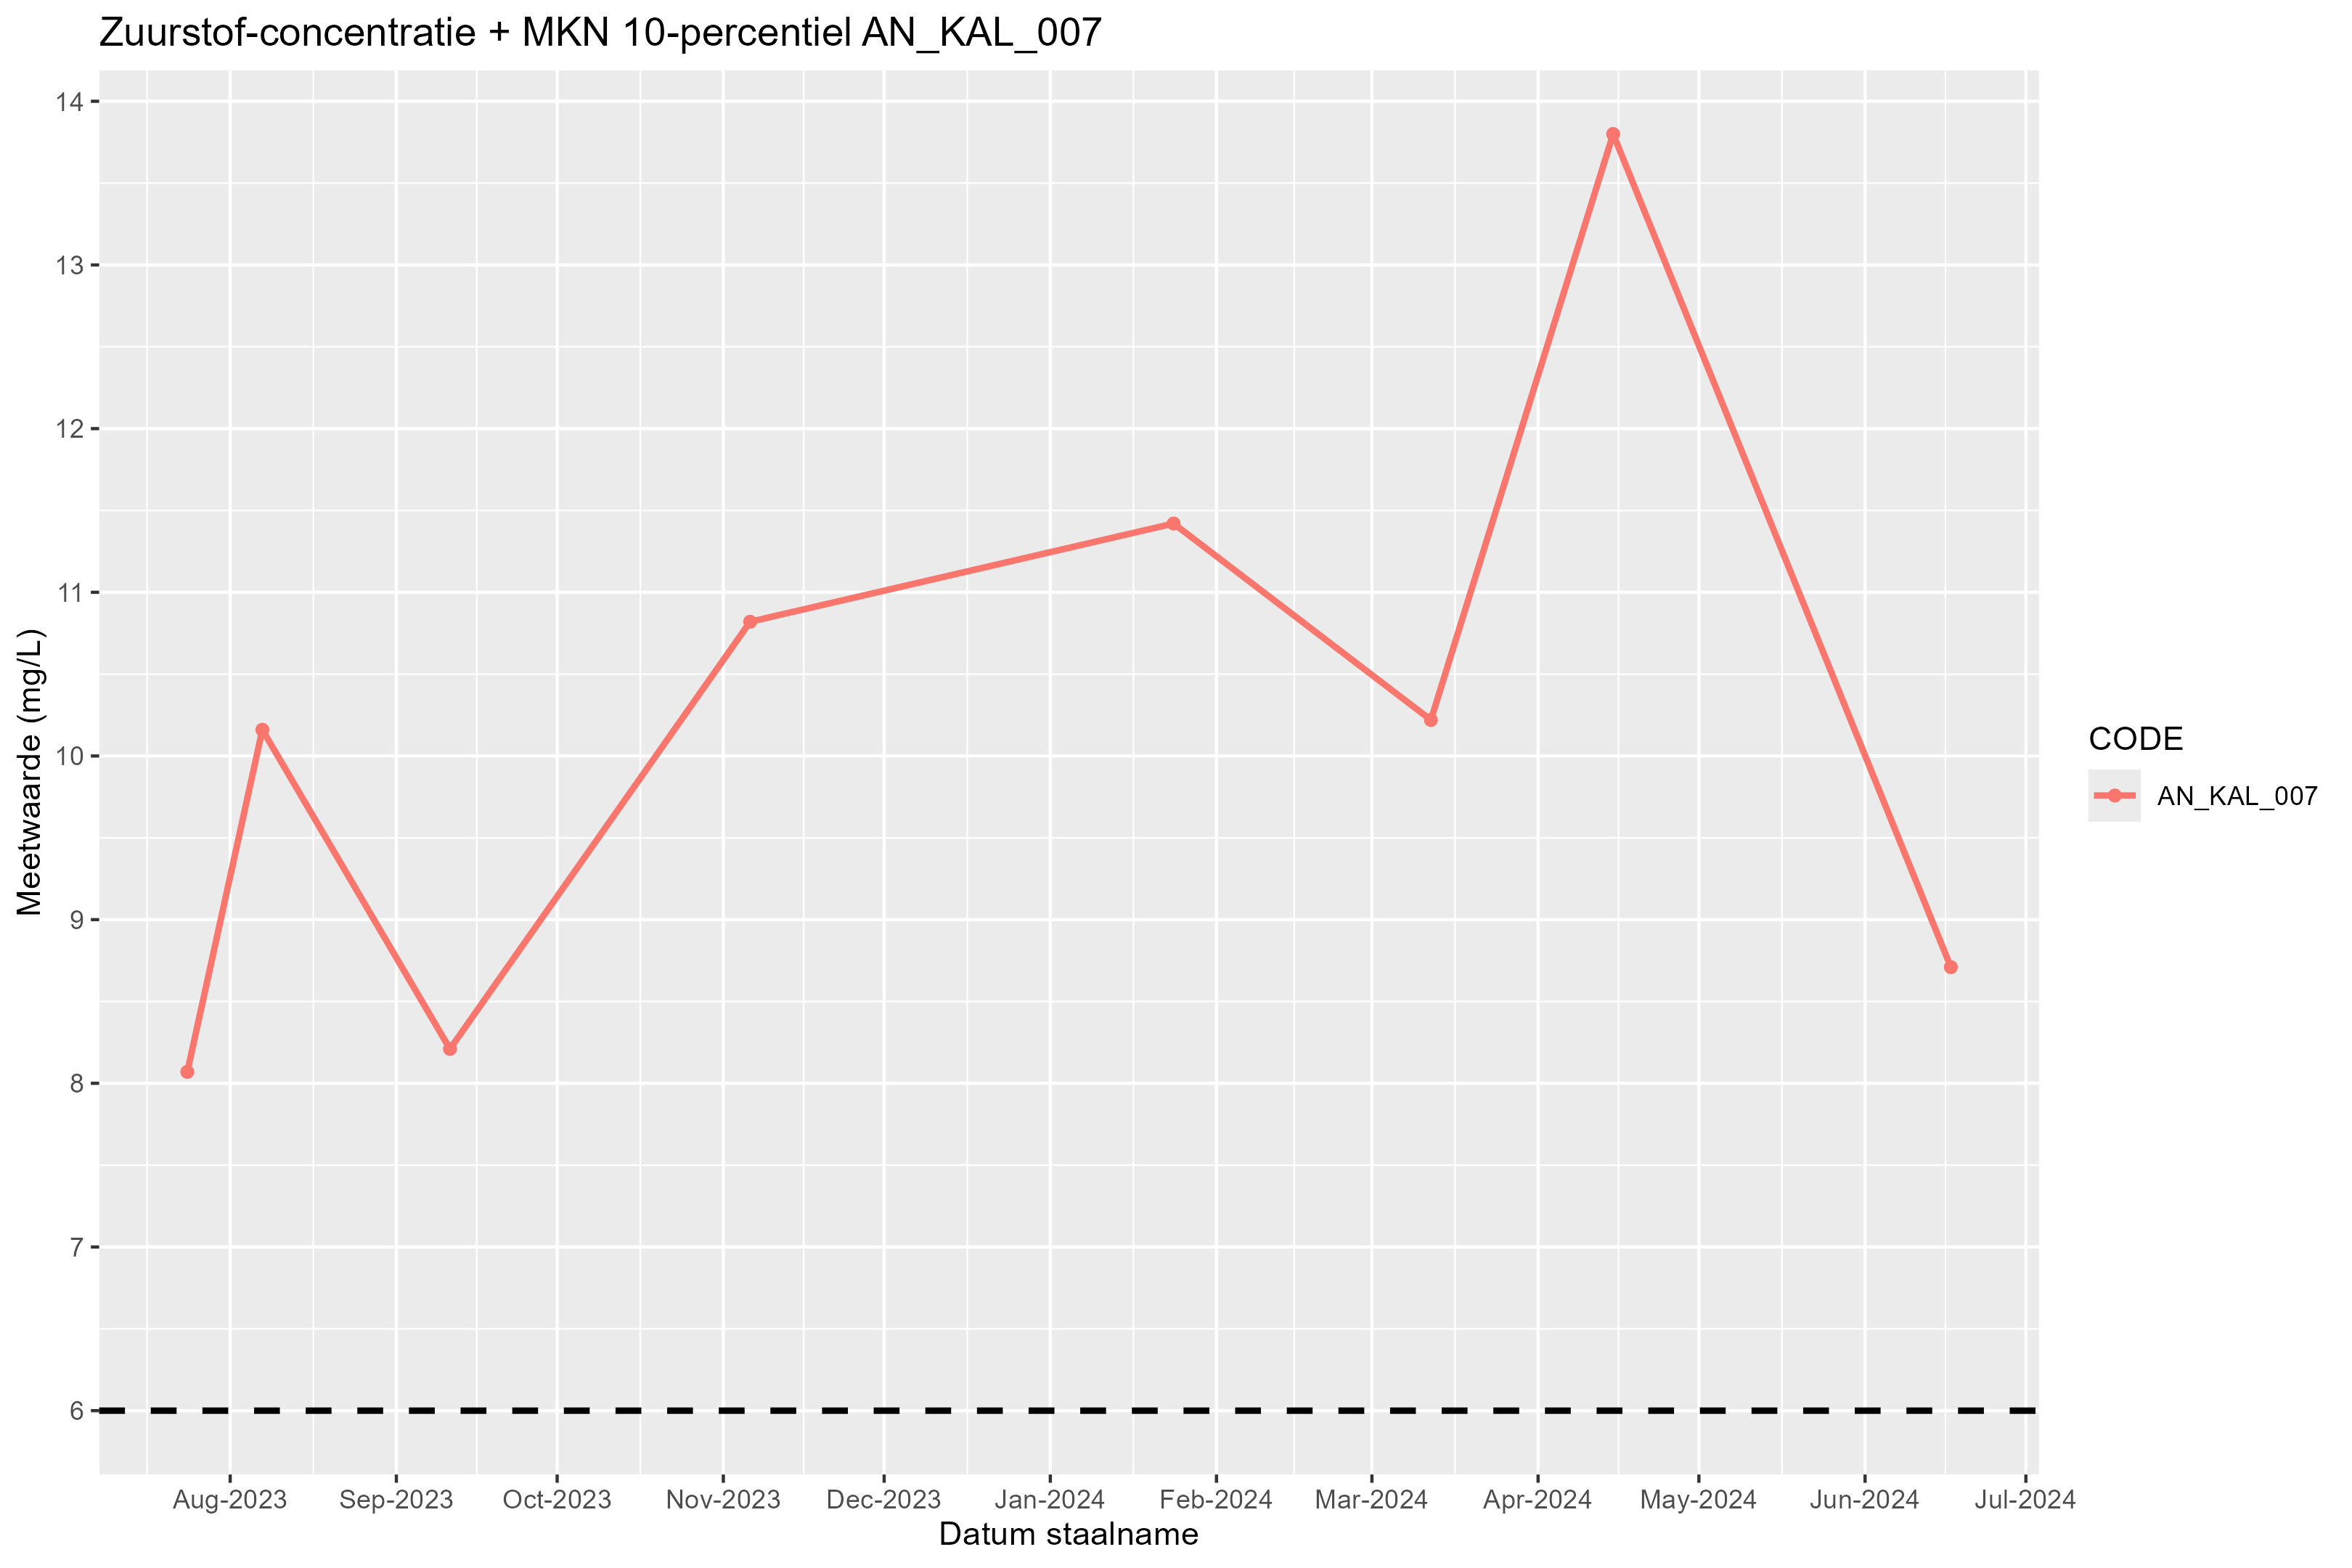 Zuurstof-concentratie + MKN 10-percentiel AN_KAL_007
14
13
12
11
10
9
8
7
6
Meetwaarde (mg/L)
Aug-2023 Sep-2023 Oct-2023 Nov-2023 Dec-2023 Jan-2024 Feb-2024 Mar-2024 Apr-2024 May-2024 Jun-2024 Jul-2024
Datum staalname
CODE
AN_KAL_007